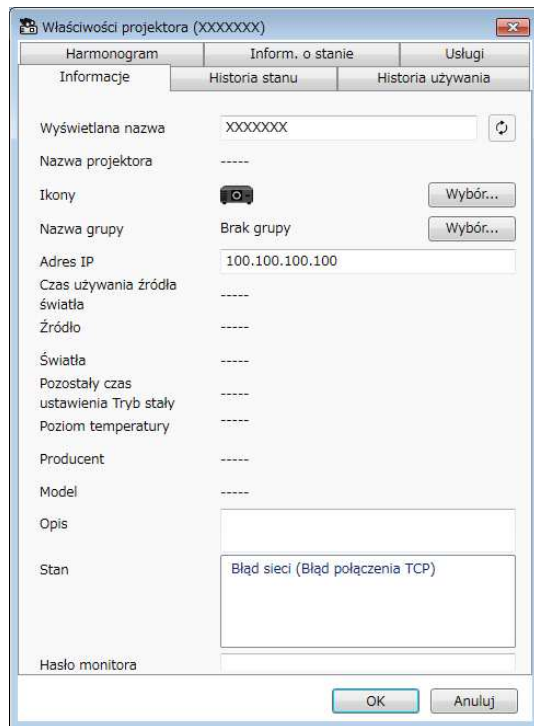 Właściwości projektora (XXXXXXX)
Harmonogram Inform. o stanie Usługi
Informacje Historia stanu Historia używania
Wyświetlana nazwa XXXXXXX
Nazwa projektora -----
Ikony Wybór...
Nazwa grupy Brak grupy Wybór...
Adres IP 100.100.100.100
Czas używania źródła
światła -----
Źródło -----
Światła -----
Pozostały czas
ustawienia Tryb stały -----
Poziom temperatury -----
Producent -----
Model -----
Opis
Stan Błąd sieci (Błąd połączenia TCP)
Hasło monitora
OK Anuluj